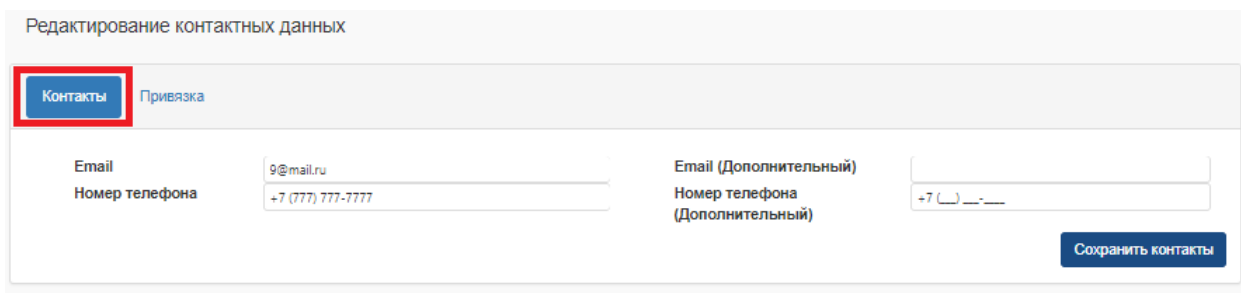 Редактирование контактных данных
Контакты Привязка
Email 9@mail.ru Email (Дополнительный)
Номер телефона +7 (777) 777-7777 Номер телефона +7 (__) __-___
(Дополнительный)
Сохранить контакты